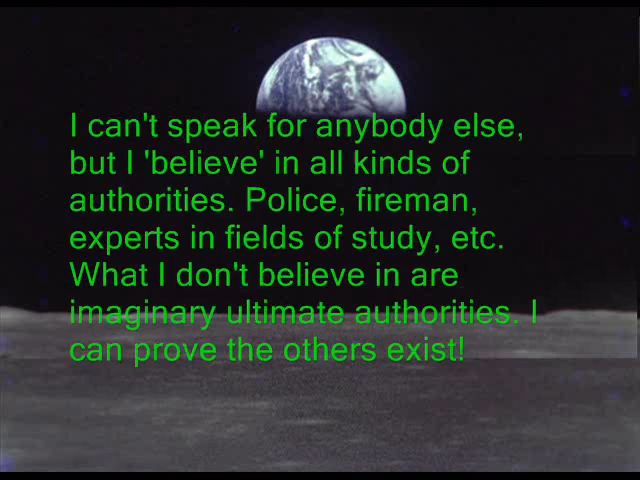 I can't speak for anybody else,
but I 'believe' in all kinds of
authorities. Police, fireman,
experts in fields of study, etc.
What I don't believe in are
imaginary ultimate authorities. I
can prove the others exist!